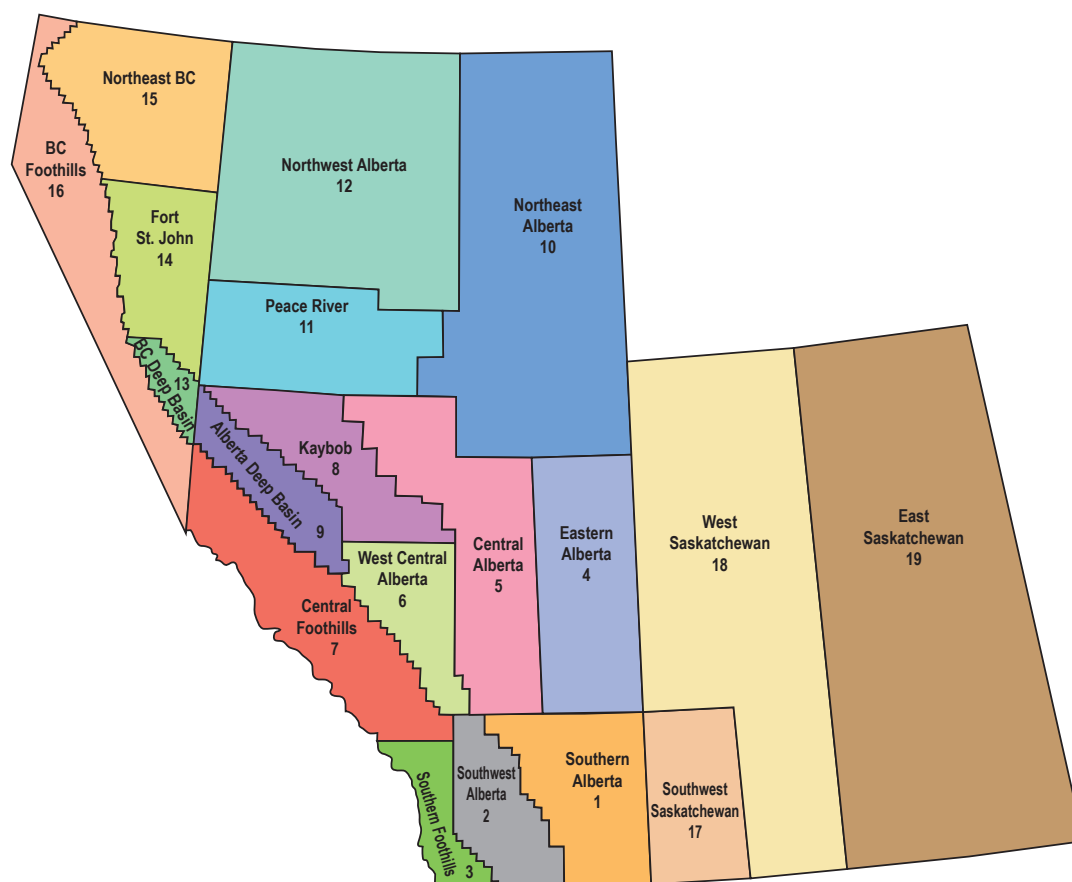 Northeast BC
15
BC
Foothills
16
Northwest Alberta
12
Northeast
Alberta
10
Fort
St. John
14
Peace River
11
BC Deep Basin
13
Alberta Deep Basin
9
Kaybob
8
West Central
Alberta
6
Central
Alberta
5
Eastern
Alberta
4
West
Saskatchewan
18
East
Saskatchewan
19
Central
Foothills
7
Southern Foothills
3
Southwest
Alberta
2
Southern
Alberta
1
Southwest
Saskatchewan
17